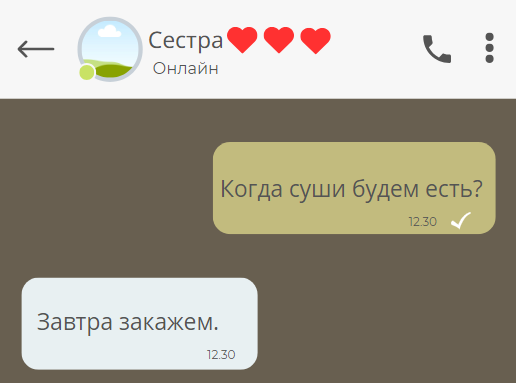 Сестра
Онлайн
Когда суши будем есть?
12.30
Завтра закажем.
12.30